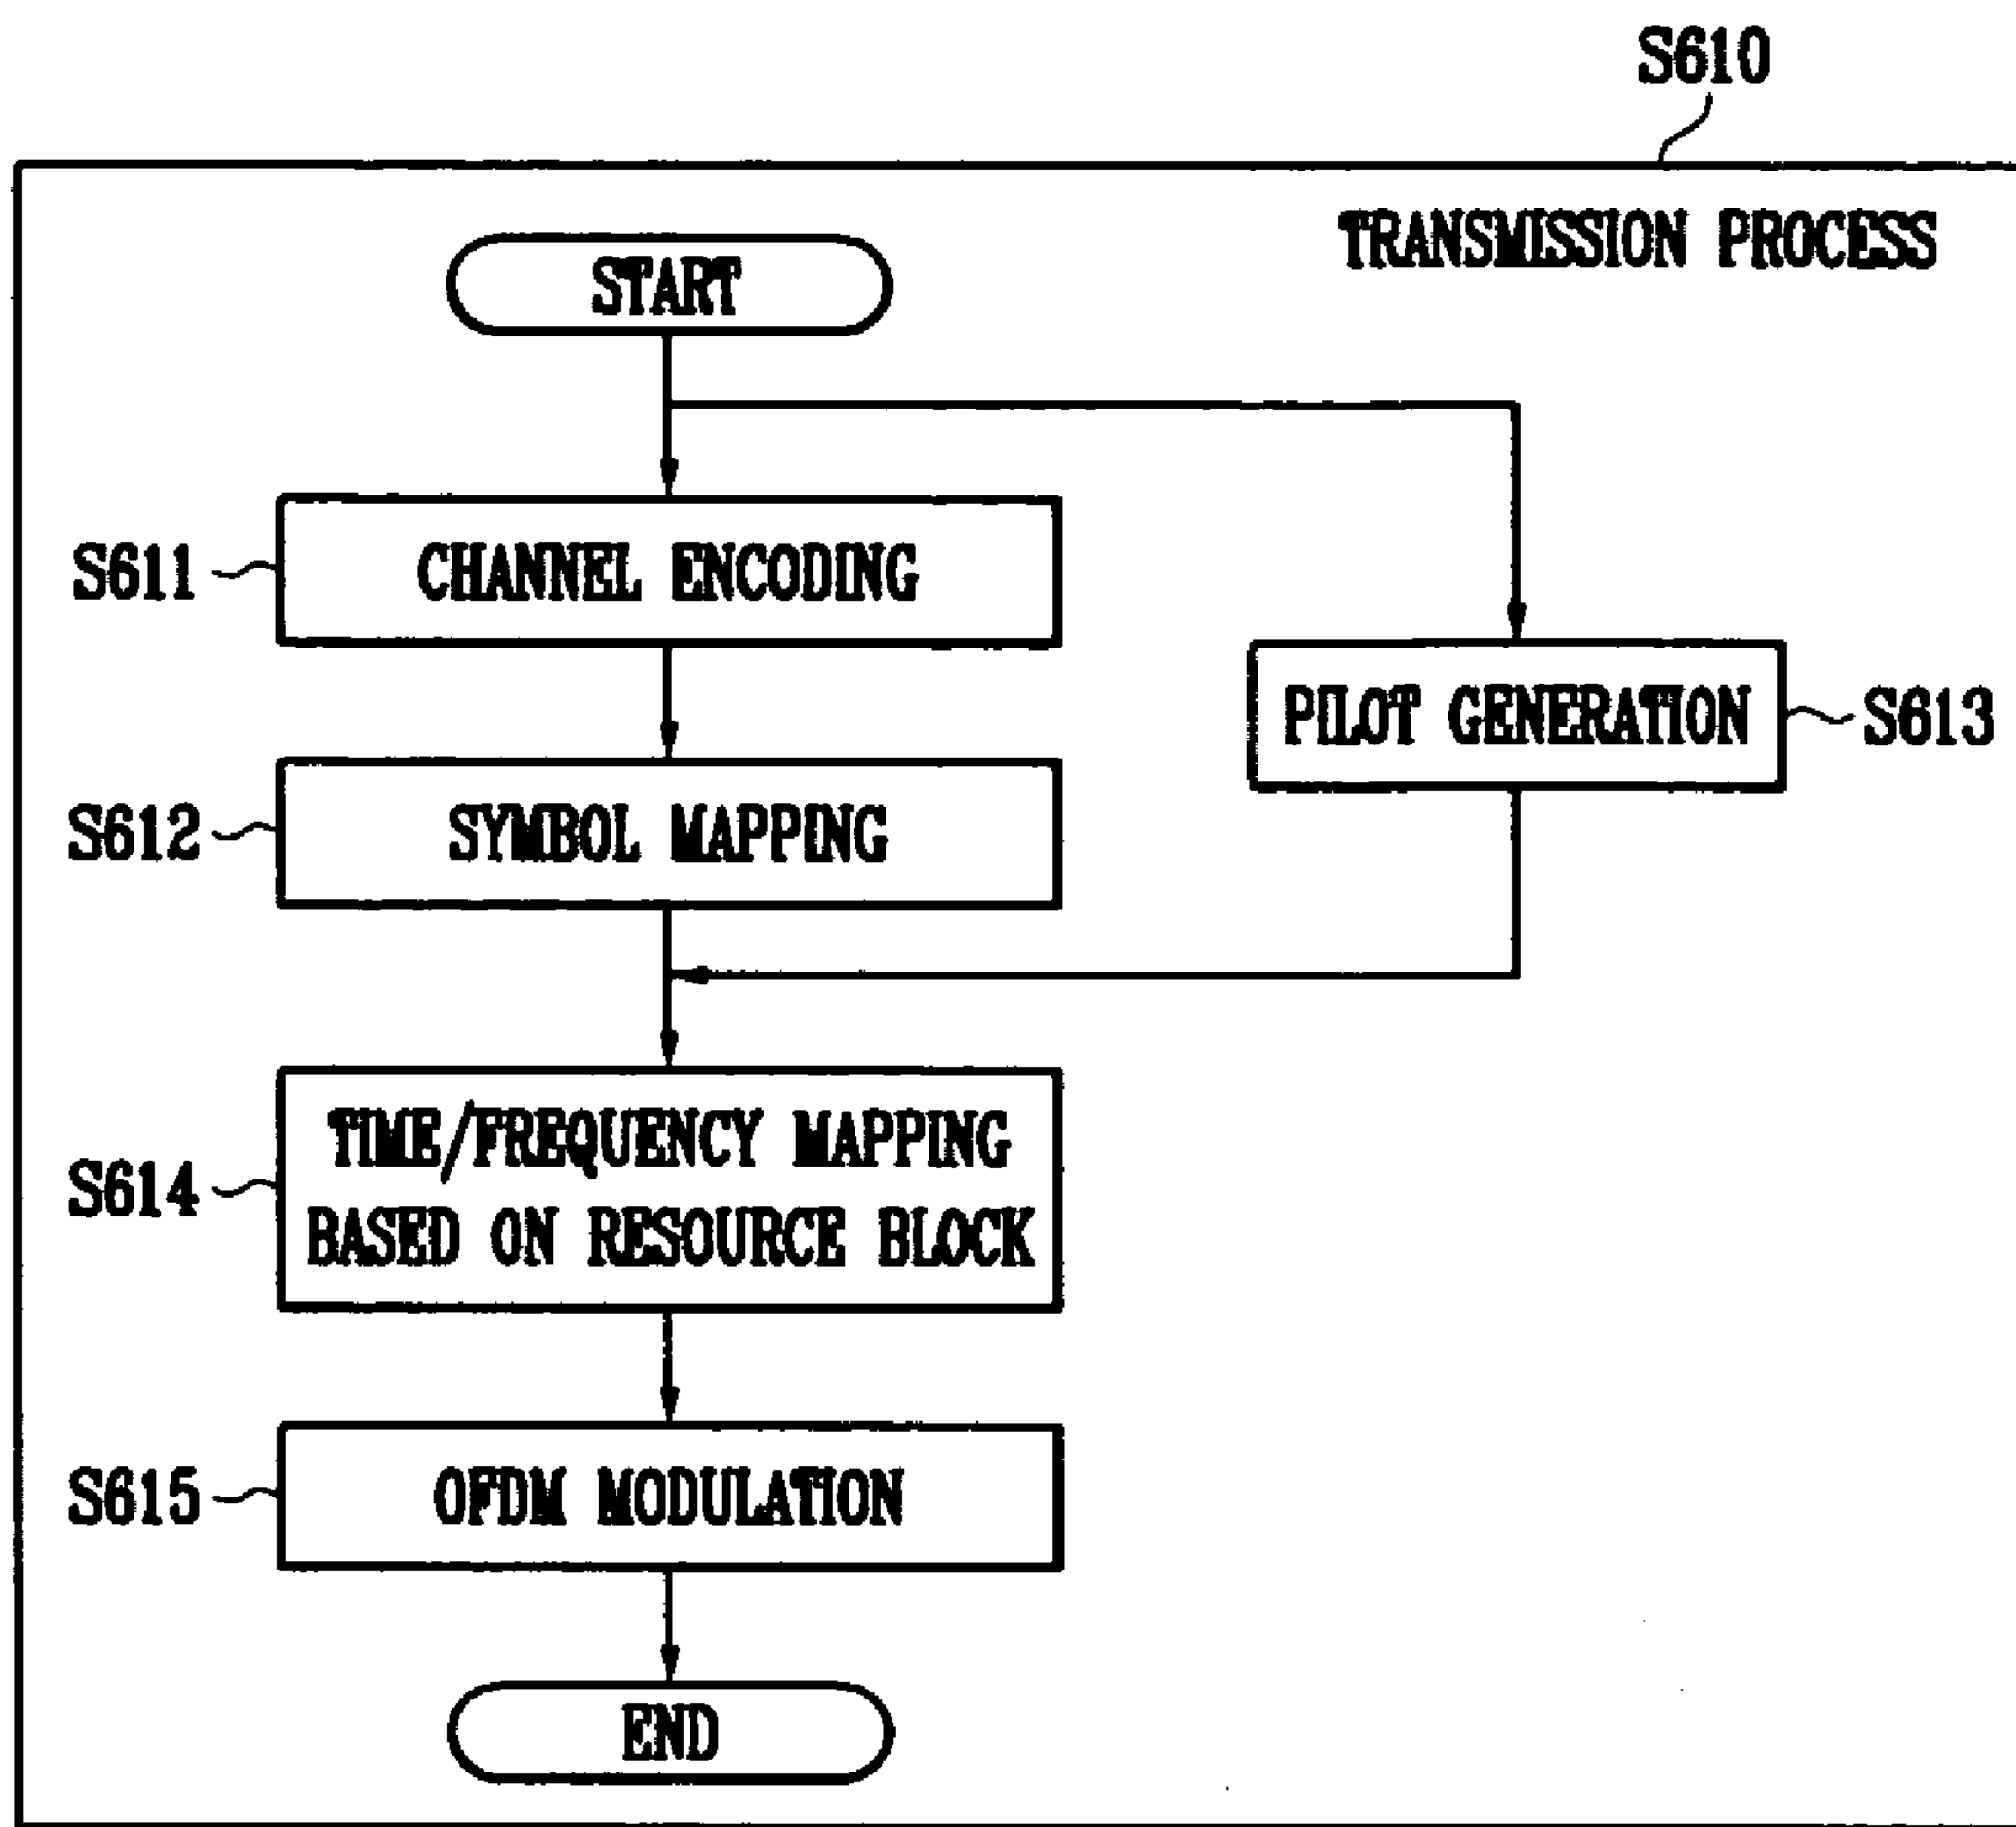 S610
TRANSMISSION PROCESS
START
S611
CHANNEL ENCODING
PILOT GENERATION
S613
S612
SYMBOL MAPPING
S614
TIME/FREQUENCY MAPPING
BASED ON RESOURCE BLOCK
S615
OFDM MODULATION
END